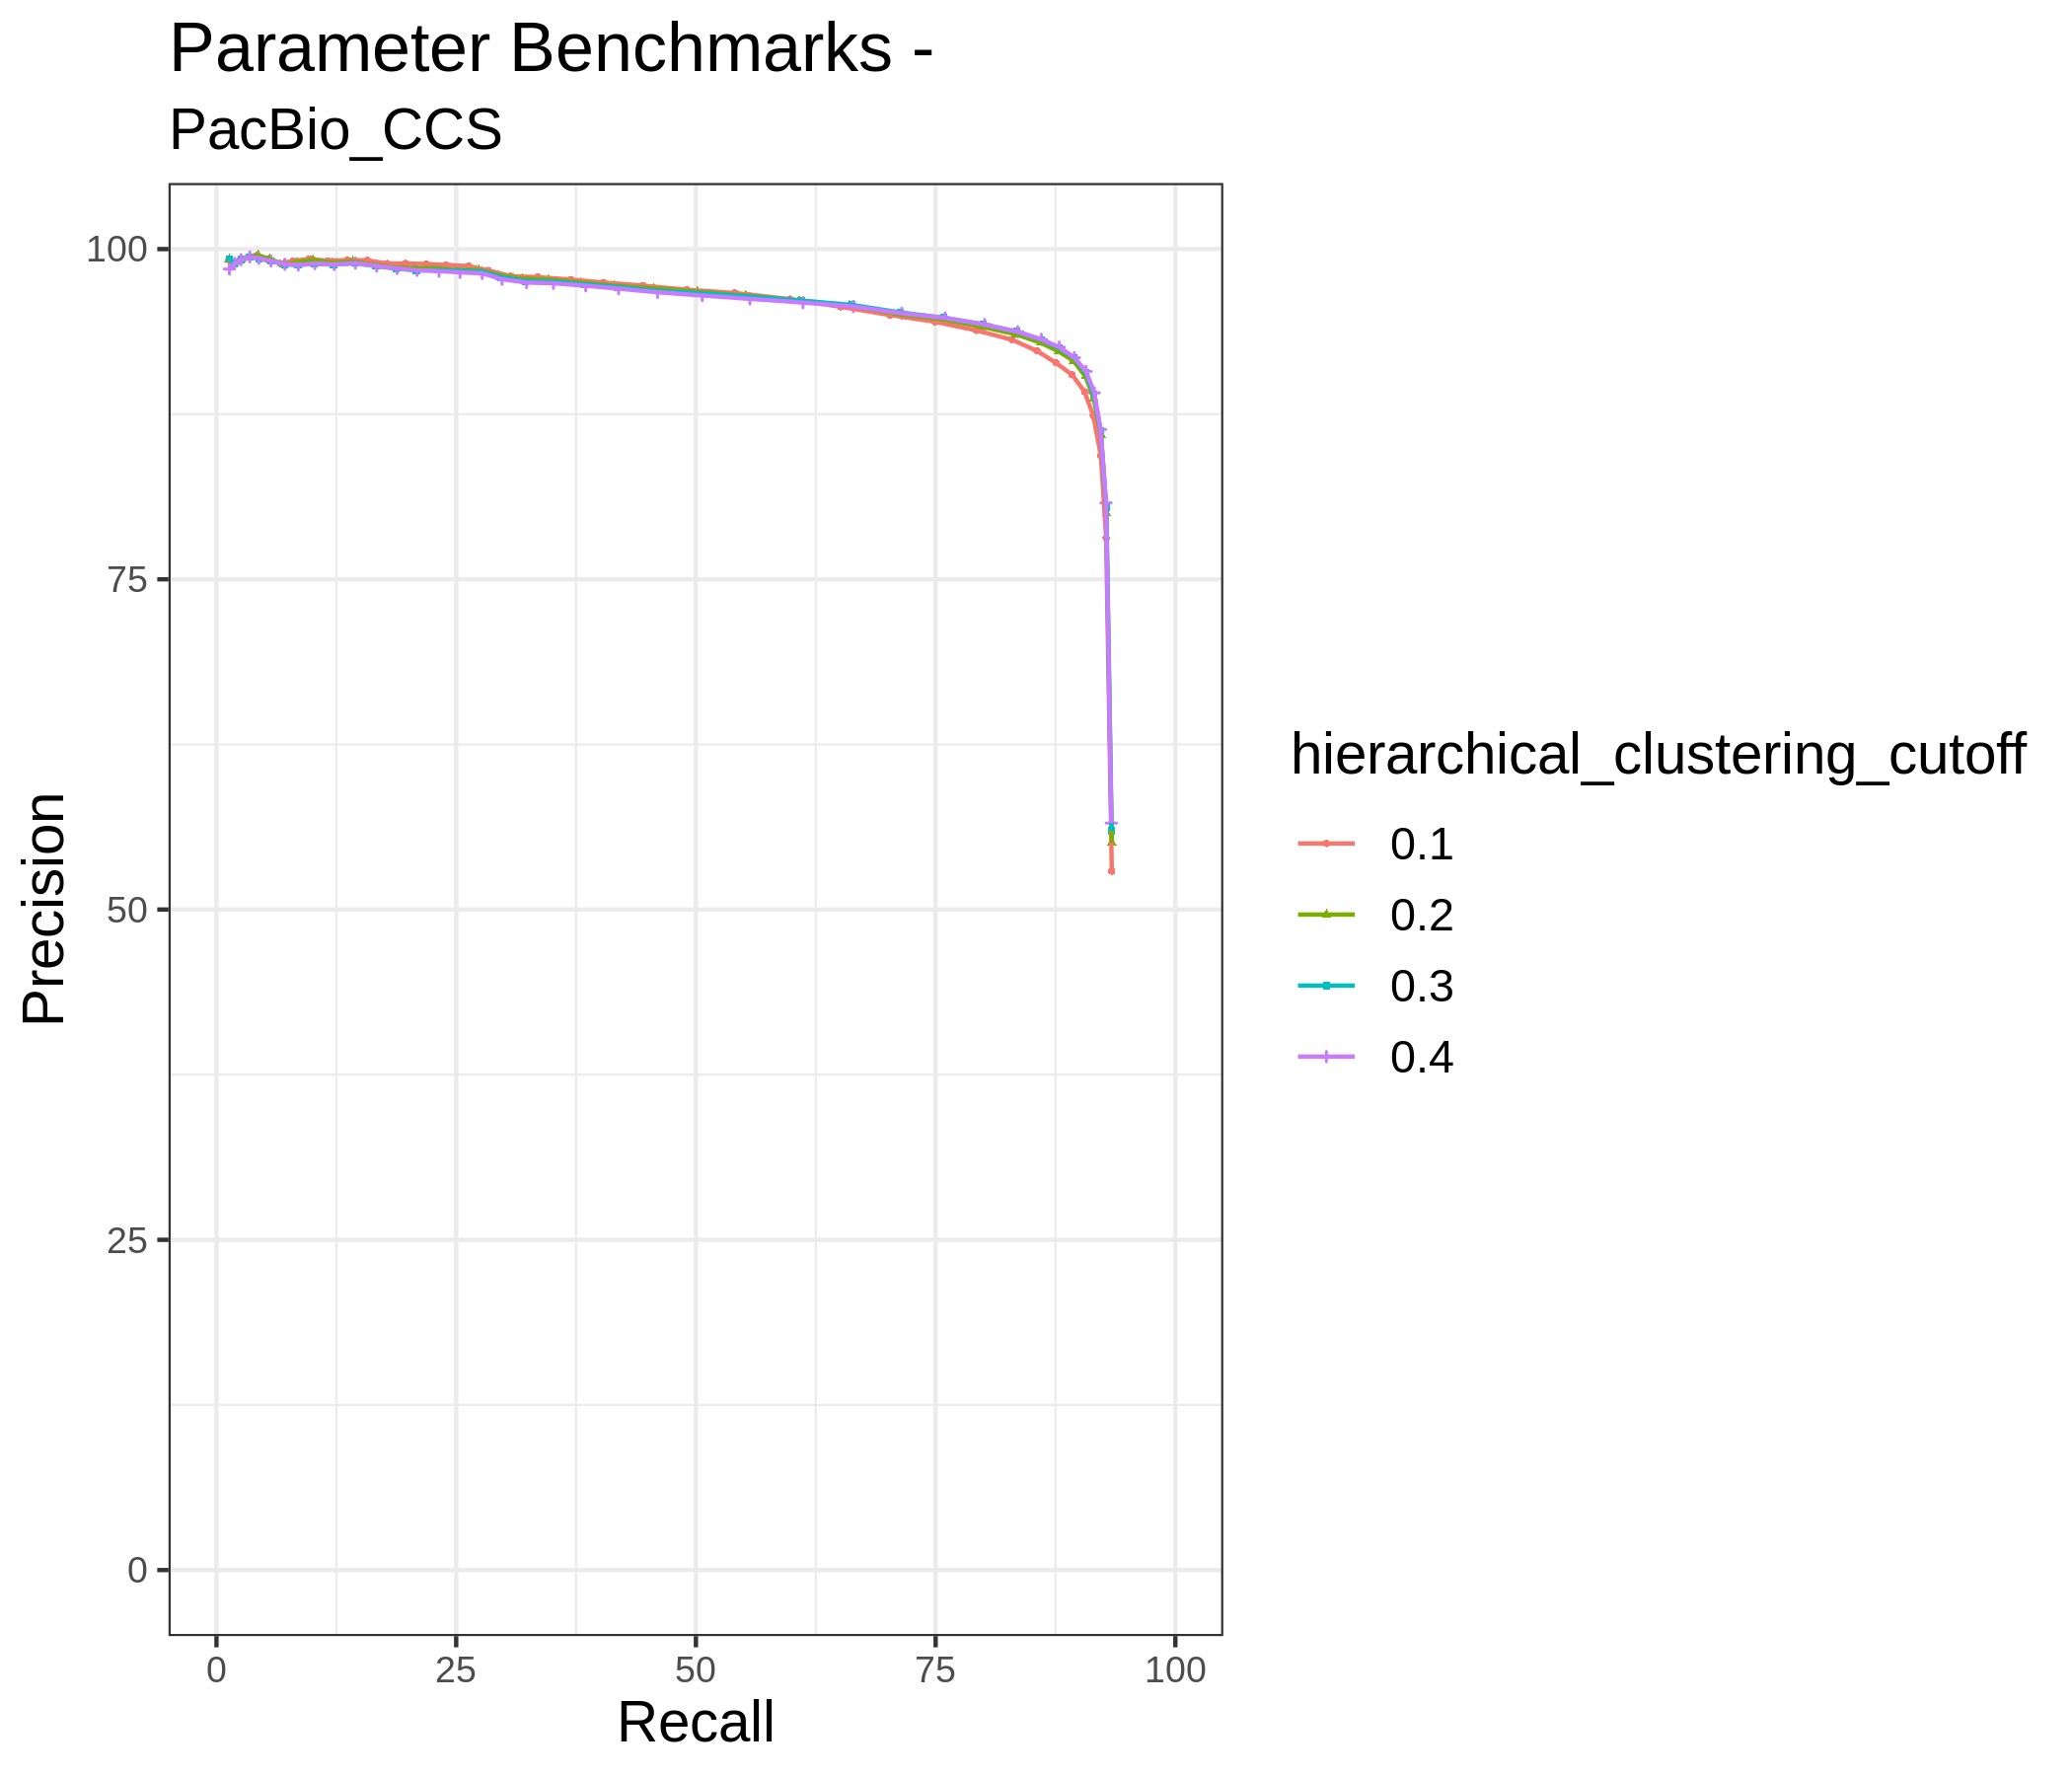 Parameter Benchmarks -
PacBio_CCS
100
75
50
25
0
Precision
0 25 50 75 100
Recall
hierarchical_clustering_cutoff
0.1
0.2
0.3
0.4